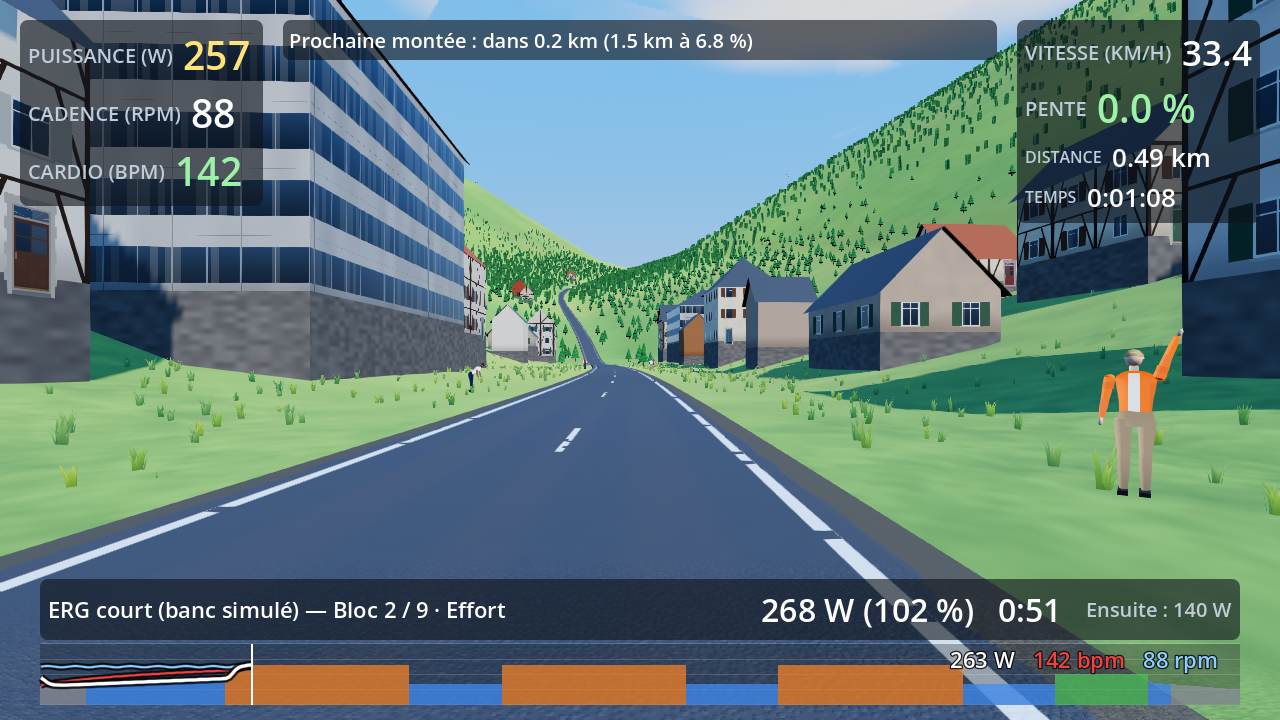 PUISSANCE (W) 257
CADENCE (RPM) 88
CARDIO (BPM) 142
Prochaine montée : dans 0.2 km (1.5 km à 6.8 %)
VITESSE (KM/H) 33.4
PENTE 0.0 %
DISTANCE 0.49 km
TEMPS 0:01:08
ERG court (banc simulé) — Bloc 2 / 9 · Effort 268 W (102 %) 0:51 Ensuite : 140 W
263 W 142 bpm 88 rpm